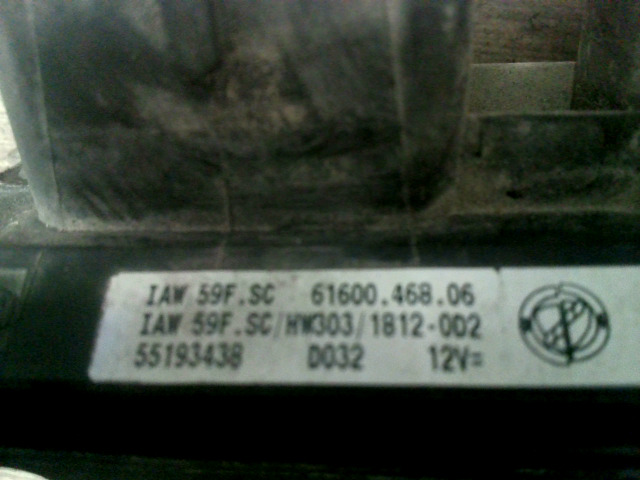 IAW 59F.SC 61600.468.06
IAW 59F.SC/HW303/1812-0D2
55193438 D032 12V=